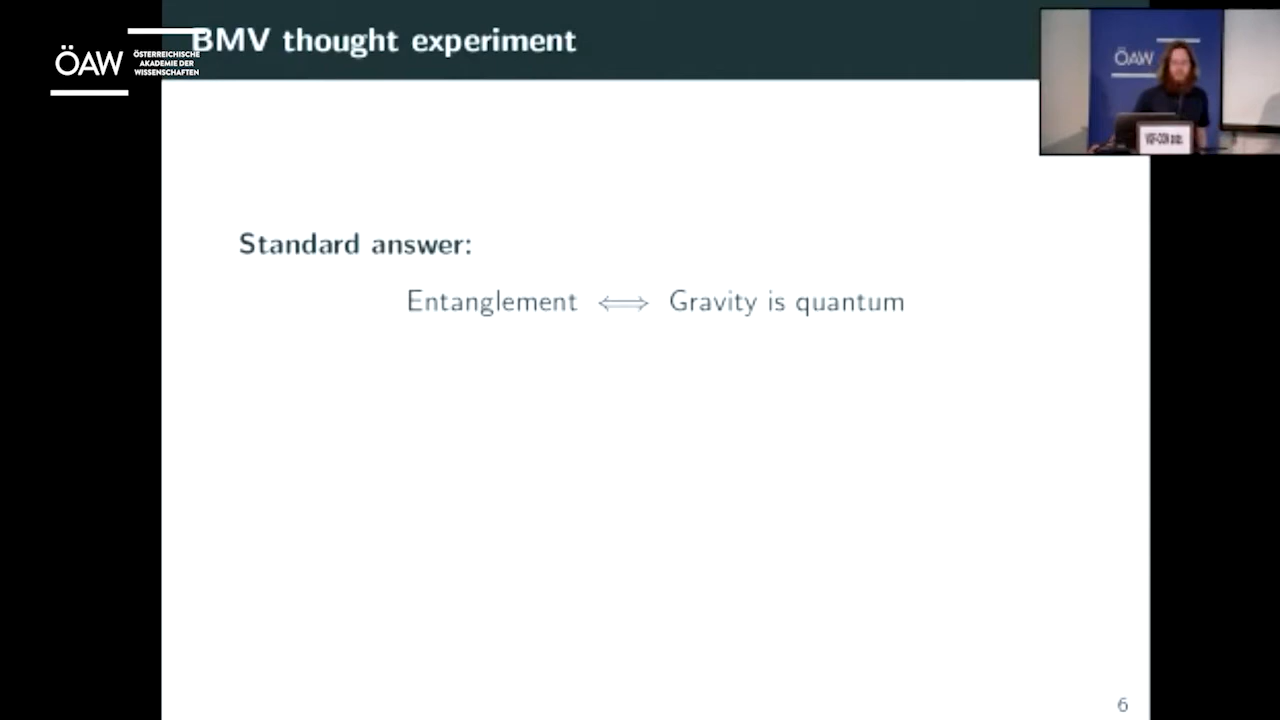 BMV thought experiment
ÖAW
ÖSTERREICHISCHE
AKADEMIE DER
WISSENSCHAFTEN
ÖAW
Standard answer:
Entanglement ⟺ Gravity is quantum
6